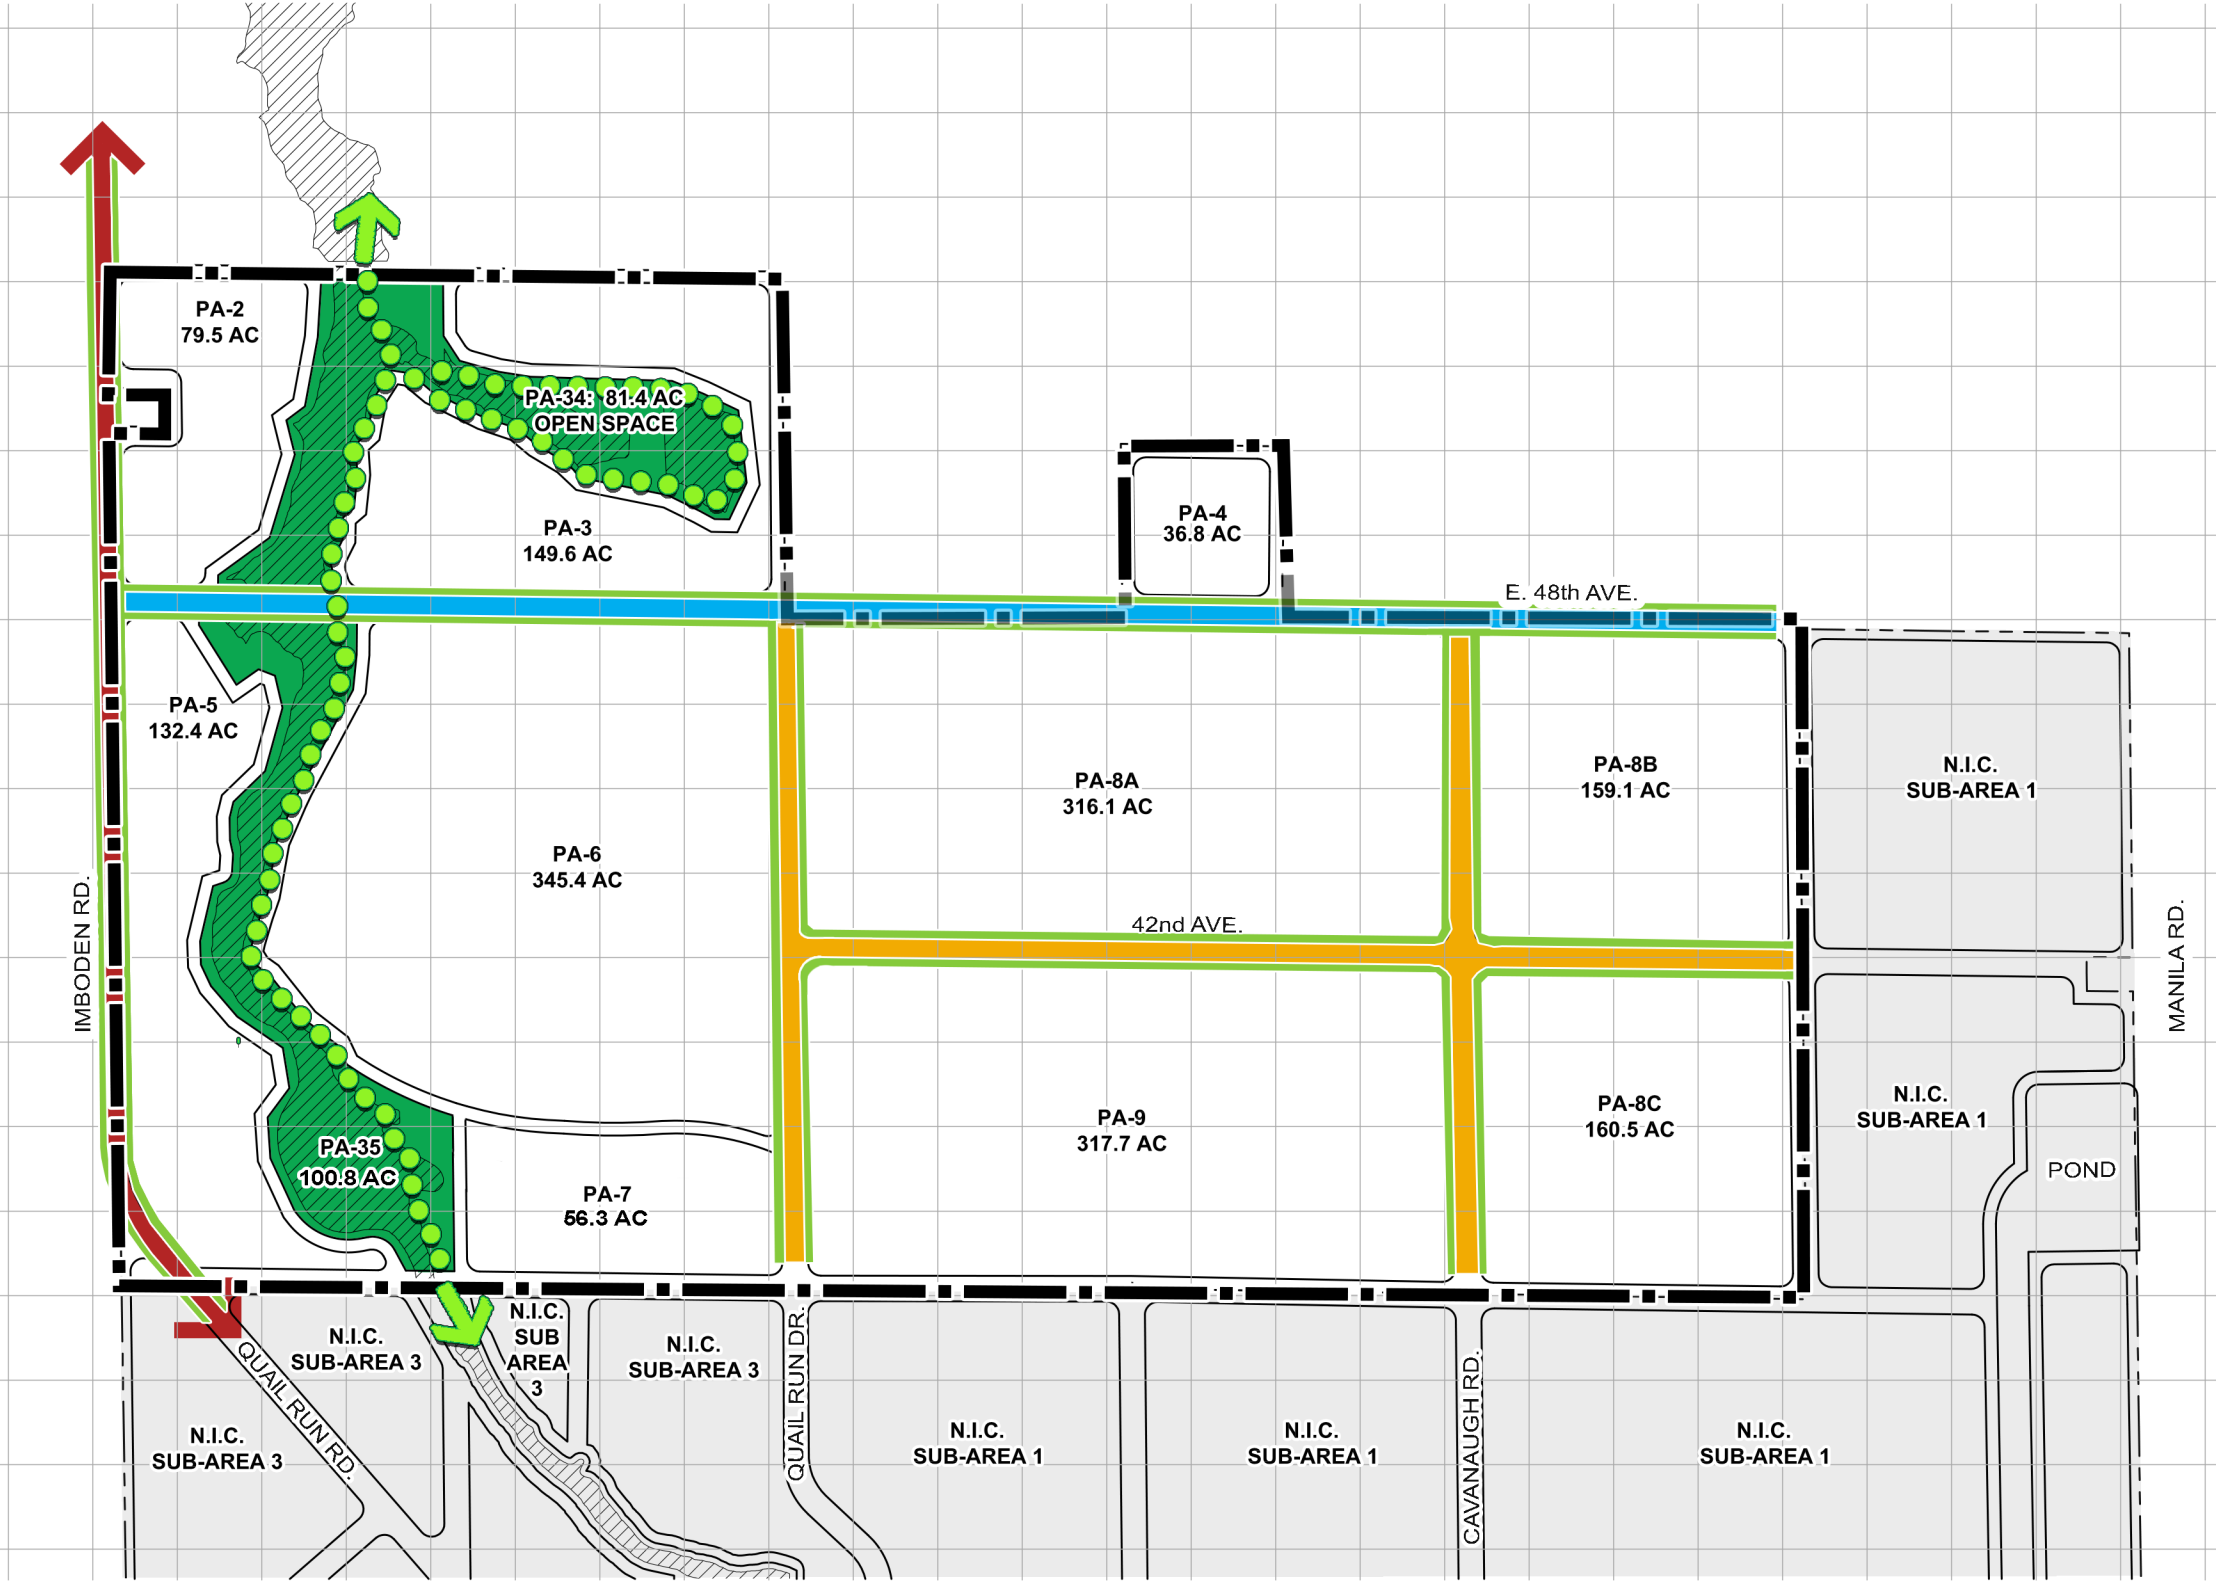 PA-2
79.5 AC
PA-34: 81.4 AC
OPEN SPACE
PA-3
149.6 AC
PA-4
36.8 AC
E. 48th AVE.
PA-5
132.4 AC
PA-6
345.4 AC
PA-8A
316.1 AC
PA-8B
159.1 AC
N.I.C.
SUB-AREA 1
IMBODEN RD.
42nd AVE.
MANILA RD.
PA-35
100.8 AC
PA-7
56.3 AC
PA-9
317.7 AC
PA-8C
160.5 AC
N.I.C.
SUB-AREA 1
POND
N.I.C.
SUB-AREA 3
N.I.C.
SUB
AREA
3
N.I.C.
SUB-AREA 3
QUAIL RUN DR.
CAVANAUGH RD.
QUAIL RUN RD.
N.I.C.
SUB-AREA 3
N.I.C.
SUB-AREA 1
N.I.C.
SUB-AREA 1
N.I.C.
SUB-AREA 1